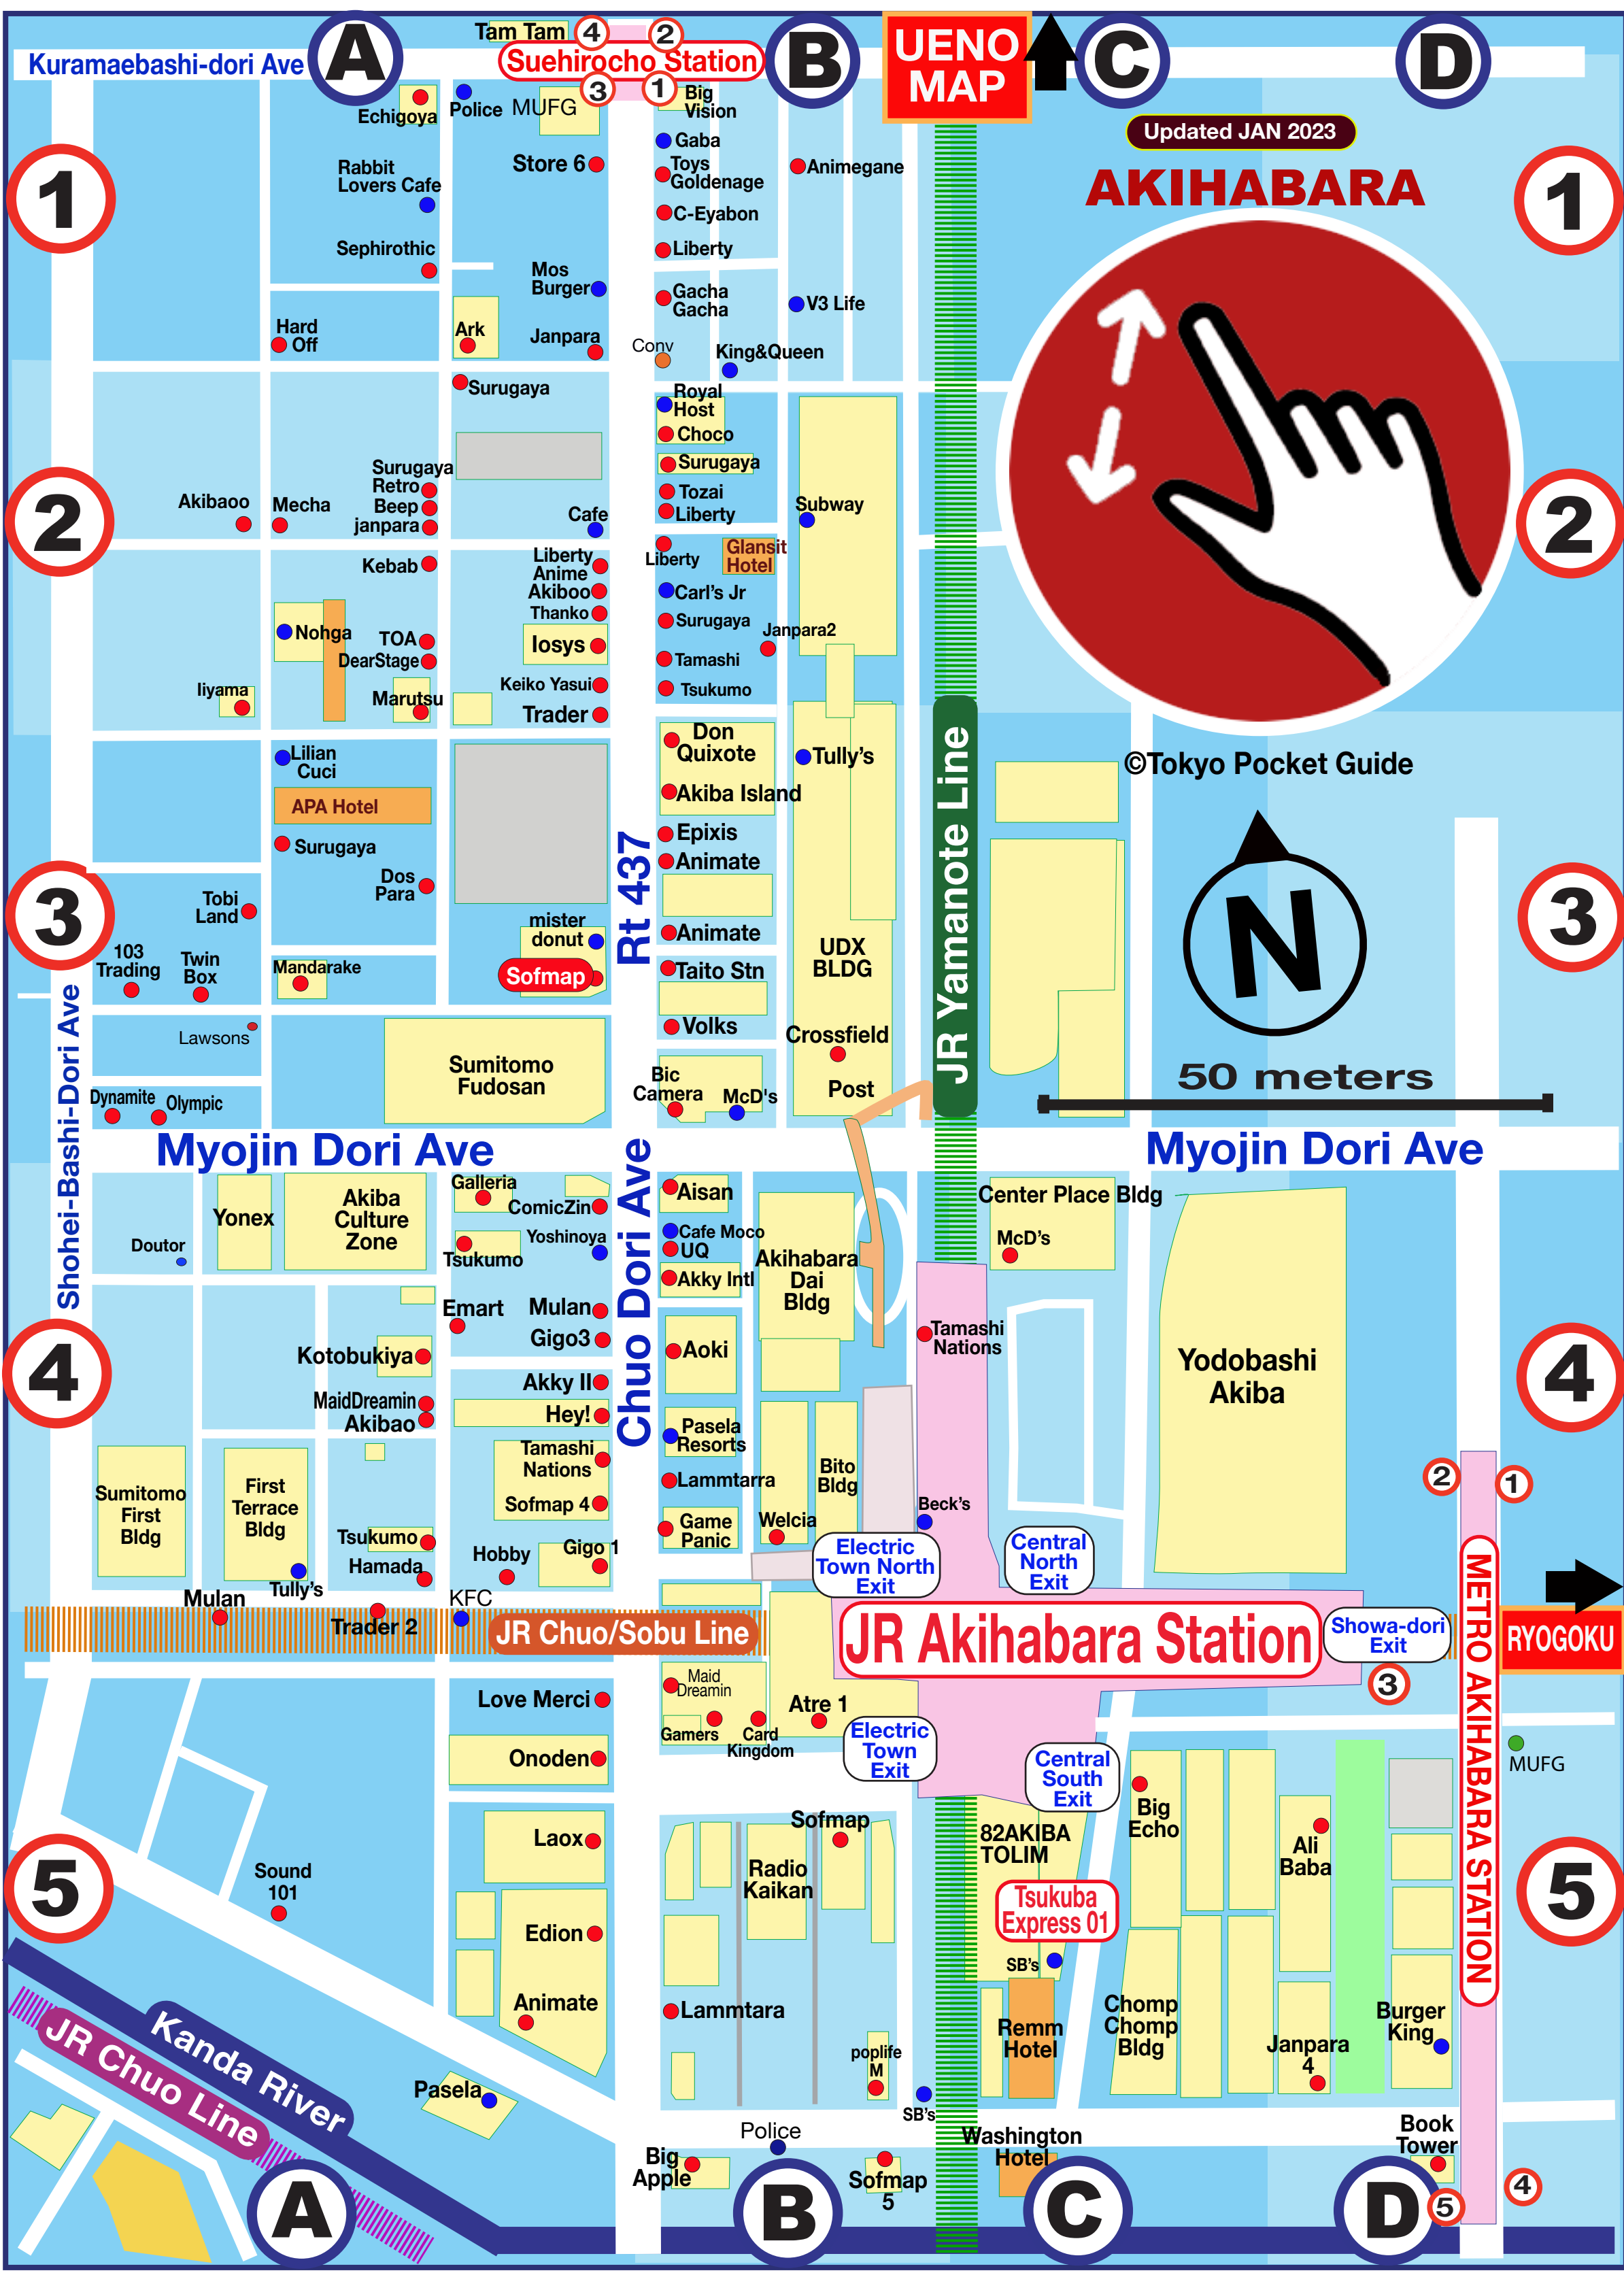 Tam Tam
4
2
A
B
UENO
MAP
C
D
Kuramaebashi-dori Ave
Suehirocho Station
3
1
Echigoya
Police
MUFG
Big
Vision
Updated JAN 2023
AKIHABARA
1
1
Gaba
Store 6
Toys
Goldenage
Animegane
Rabbit
Lovers Cafe
C-Eyabon
Sephirothic
Liberty
Mos
Burger
Gacha
Gacha
V3 Life
Hard
Off
Ark
Janpara
Conv
King&Queen
Surugaya
Royal
Host
Choco
Surugaya
2
2
Surugaya
Retro
Beep
janpara
Akibaoo
Mecha
Tozai
Liberty
Cafe
Subway
Kebab
Liberty
Anime
Akiboo
Thanko
Liberty
Glansit
Hotel
Carl's Jr
Nohga
TOA
DearStage
Iosys
Surugaya
Janpara2
Tamashi
Iiyama
Marutsu
Keiko Yasui
Trader
Tsukumo
Lilian
Cuci
Don
Quixote
Tully's
©Tokyo Pocket Guide
APA Hotel
Akiba Island
JR Yamanote Line
Surugaya
Rt 437
Epixis
Animate
3
3
Dos
Para
Tobi
Land
mister
donut
Animate
N
103
Trading
Twin
Box
Mandarake
Sofmap
Taito Stn
UDX
BLDG
Shohei-Bashi-Dori Ave
Lawsons
Volks
Crossfield
Sumitomo
Fudosan
Bic
Camera
McD's
Post
50 meters
Dynamite
Olympic
Myojin Dori Ave
Myojin Dori Ave
Chuo Dori Ave
Yonex
Akiba
Culture
Zone
Galleria
ComicZin
Aisan
Center Place Bldg
Doutor
Tsukumo
Yoshinoya
Cafe Moco
UQ
Akihabara
Dai
Bldg
McD's
Akky Intl
4
4
Emart
Mulan
Gigo3
Tamashi
Nations
Kotobukiya
Aoki
Yodobashi
Akiba
MaidDreamin
Akibao
Akky II
Hey!
Pasela
Resorts
Tamashi
Nations
Lammtarra
Bito
Bldg
2
1
Sumitomo
First
Bldg
First
Terrace
Bldg
Sofmap 4
Beck's
Tsukumo
Hamada
Hobby
Gigo 1
Game
Panic
Welcia
Electric
Town North
Exit
Central
North
Exit
Tully's
Mulan
Trader 2
KFC
JR Chuo/Sobu Line
JR Akihabara Station
Showa-dori
Exit
METRO AKIHABARA STATION
RYOGOKU
3
Love Merci
Maid
Dreamin
Gamers
Card
Kingdom
Atre 1
Electric
Town
Exit
Central
South
Exit
MUFG
Onoden
5
5
Laox
Sofmap
Radio
Kaikan
82AKIBA
TOLIM
Big
Echo
Ali
Baba
Sound
101
Edion
Tsukuba
Express 01
SB's
Animate
Lammtara
Remm
Hotel
Chomp
Chomp
Bldg
Janpara
4
Burger
King
Kanda River
JR Chuo Line
Pasela
poplife
M
SB's
Police
Washington
Hotel
Book
Tower
Big
Apple
Sofmap
5
A
B
C
D
5
4